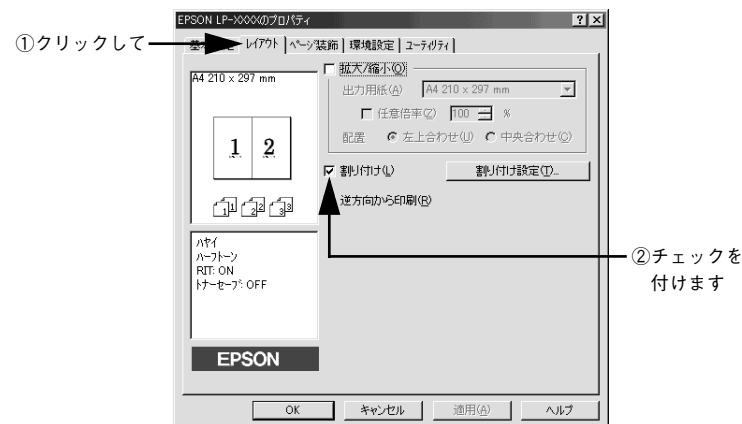 EPSON LP-XXXXのプロパティ
①クリックして
レイアウト
ページ装飾
環境設定
ユーティリティ
A4 210 x 297 mm
1 2
1 2 3
拡大/縮小(O)
出力用紙(A) A4 210 x 297 mm
任意倍率(Z) 100 %
配置 左上合わせ(U) 中央合わせ(C)
割り付け(L) 割り付け設定(T)...
逆方向から印刷(R)
②チェックを
付けます
ハヤイ
ハーフトーン
RIT: ON
トナーセーブ: OFF
EPSON
OK キャンセル 適用(A) ヘルプ